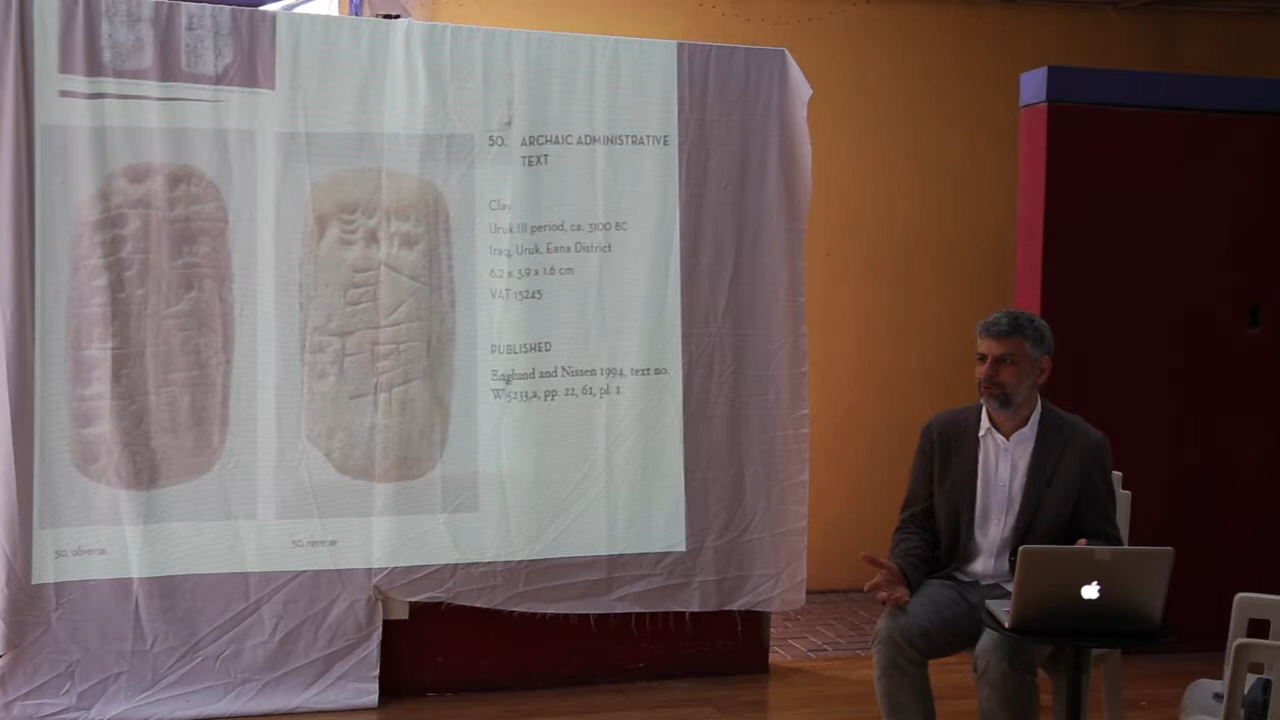 50. ARCHAIC ADMINISTRATIVE
TEXT
Clay
Uruk III period, ca. 3100 BC
Iraq, Uruk, Eana District
6.2 x 3.9 x 1.6 cm
VAT 15245
PUBLISHED
Englund and Nissen 1994, text no.
W 5233,a, pp. 22, 61, pl. 1
50, obverse
50, reverse